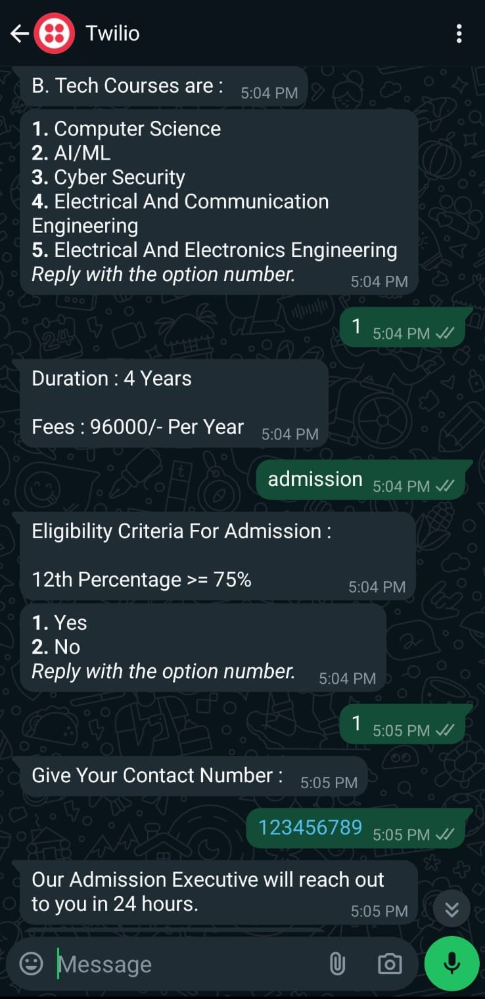 Twilio
B. Tech Courses are :
5:04 PM
1. Computer Science
2. AI/ML
3. Cyber Security
4. Electrical And Communication
Engineering
5. Electrical And Electronics Engineering
Reply with the option number.
5:04 PM
1 5:04 PM
Duration : 4 Years
Fees : 96000/- Per Year 5:04 PM
admission 5:04 PM
Eligibility Criteria For Admission :
12th Percentage >= 75%
5:04 PM
1. Yes
2. No
Reply with the option number. 5:04 PM
1 5:05 PM
Give Your Contact Number : 5:05 PM
123456789 5:05 PM
Our Admission Executive will reach out
to you in 24 hours.
5:05 PM
Message